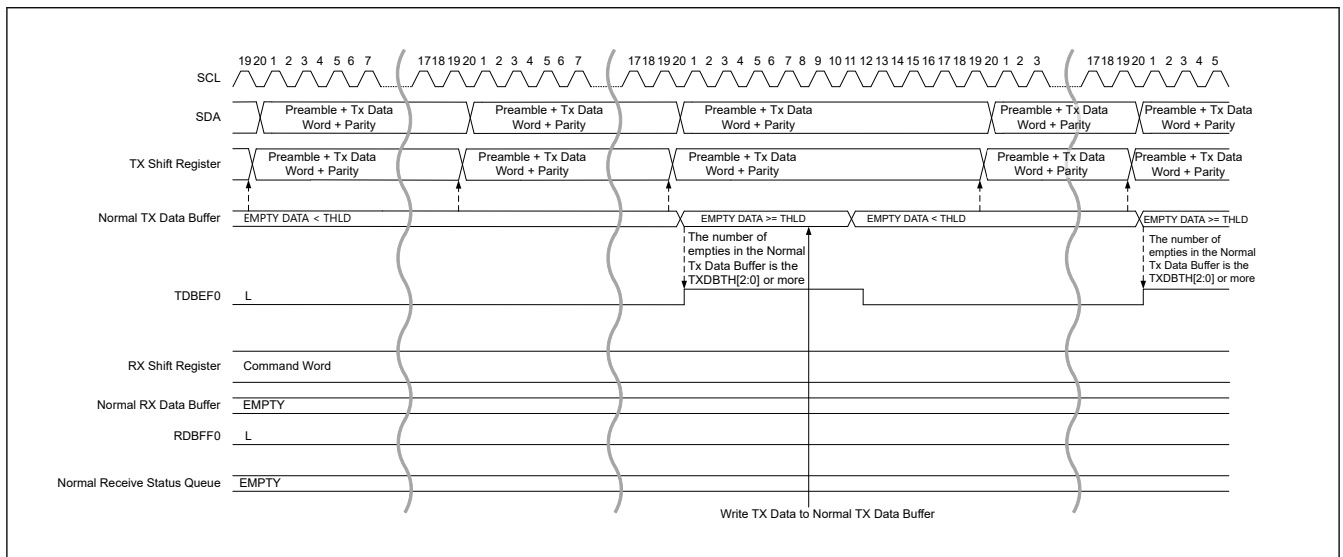 SCL 19 20 1 2 3 4 5 6 7 17 18 19 20 1 2 3 4 5 6 7 17 18 19 20 1 2 3 4 5 6 7 8 9 10 11 12 13 14 15 16 17 18 19 20 1 2 3 17 18 19 20 1 2 3 4 5
SDA
Preamble + Tx Data
Word + Parity
Preamble + Tx Data
Word + Parity
Preamble + Tx Data
Word + Parity
Preamble + Tx Data
Word + Parity
Preamble + Tx Data
Word + Parity
TX Shift Register
Preamble + Tx Data
Word + Parity
Preamble + Tx Data
Word + Parity
Preamble + Tx Data
Word + Parity
Preamble + Tx Data
Word + Parity
Preamble + Tx Data
Word + Parity
Normal TX Data Buffer
EMPTY DATA < THLD
EMPTY DATA >= THLD
EMPTY DATA < THLD
EMPTY DATA >= THLD
The number of
empties in the Normal
Tx Data Buffer is the
TXDBTH[2:0] or more
The number of
empties in the Normal
Tx Data Buffer is the
TXDBTH[2:0] or more
TDBEF0 L
RX Shift Register Command Word
Normal RX Data Buffer EMPTY
RDBFF0 L
Normal Receive Status Queue EMPTY
Write TX Data to Normal TX Data Buffer